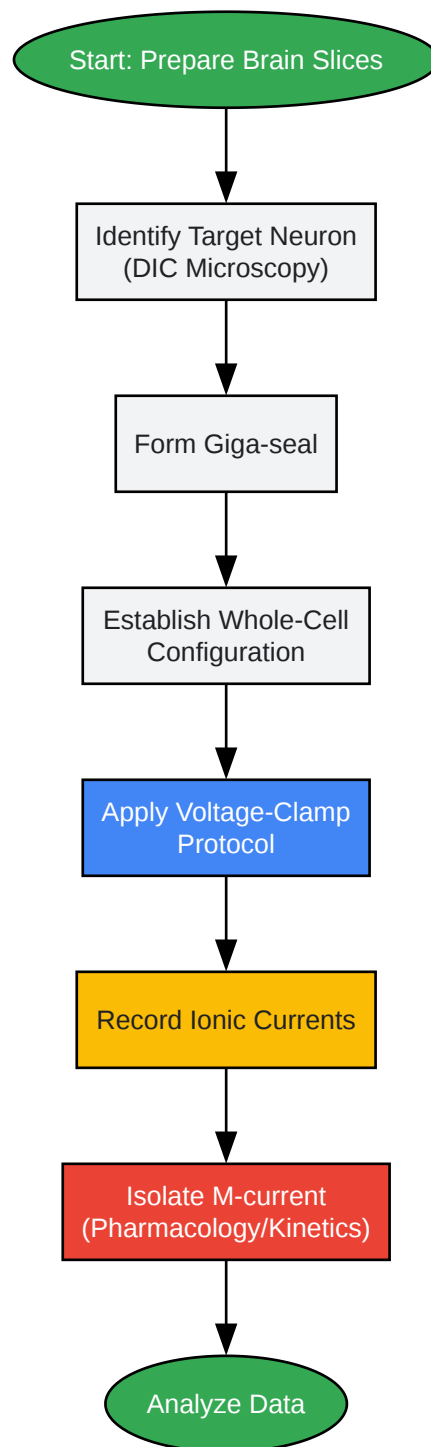 Start: Prepare Brain Slices
Identify Target Neuron
(DIC Microscopy)
Form Giga-seal
Establish Whole-Cell
Configuration
Apply Voltage-Clamp
Protocol
Record Ionic Currents
Isolate M-current
(Pharmacology/Kinetics)
Analyze Data